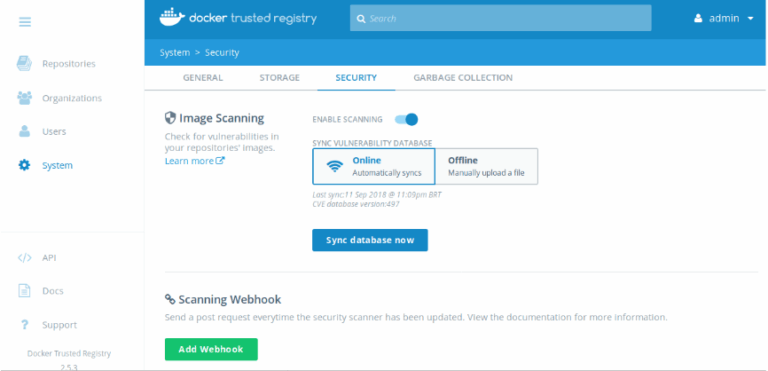 docker trusted registry
Search
admin
System > Security
GENERAL STORAGE SECURITY GARBAGE COLLECTION
Repositories
Organizations
Users
System
API
Docs
Support
Docker Trusted Registry
2.5.3
Image Scanning
Check for vulnerabilities in
your repositories' images.
Learn more
ENABLE SCANNING
SYNC VULNERABILITY DATABASE
Online
Automatically syncs
Offline
Manually upload a file
Last sync:11 Sep 2018 @ 11:09pm BRT
CVE database version:497
Sync database now
Scanning Webhook
Send a post request everytime the security scanner has been updated. View the documentation for more information.
Add Webhook